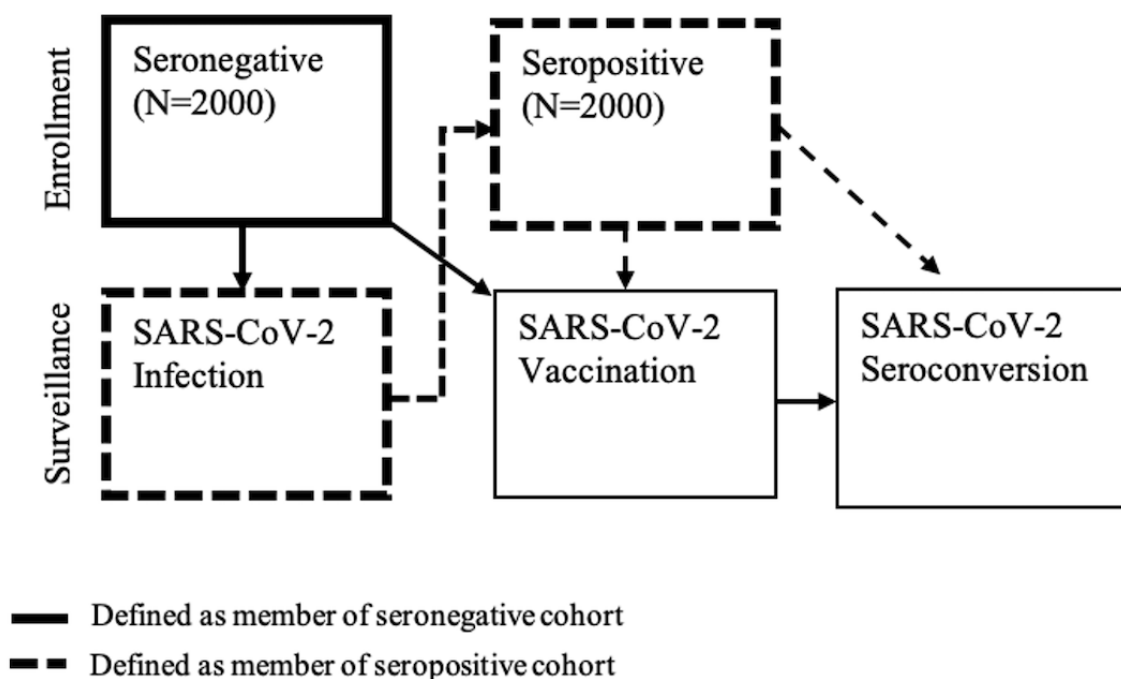 Enrollment
Seronegative
(N=2000)
Seropositive
(N=2000)
Surveillance
SARS-CoV-2
Infection
SARS-CoV-2
Vaccination
SARS-CoV-2
Seroconversion
Defined as member of seronegative cohort
Defined as member of seropositive cohort